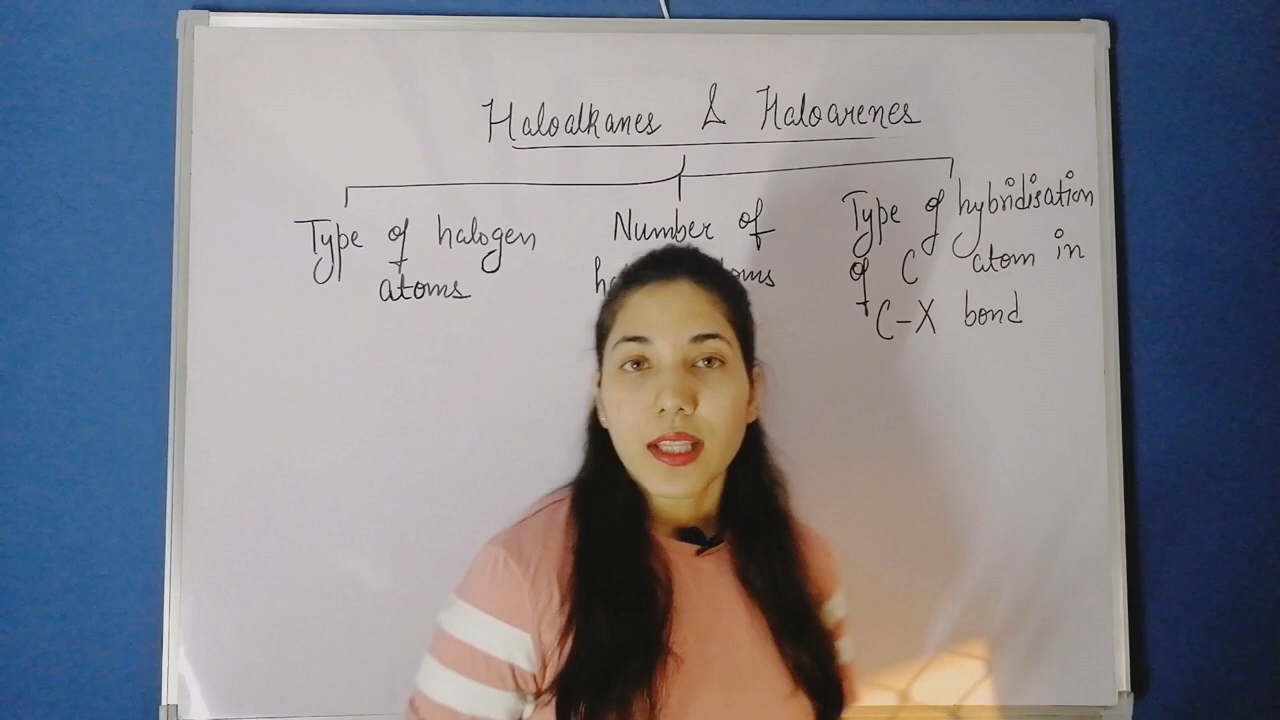 Haloalkanes & Haloarenes
Type of halogen
atoms
Number of
Type of hybridisation
of C atom in
C-X bond